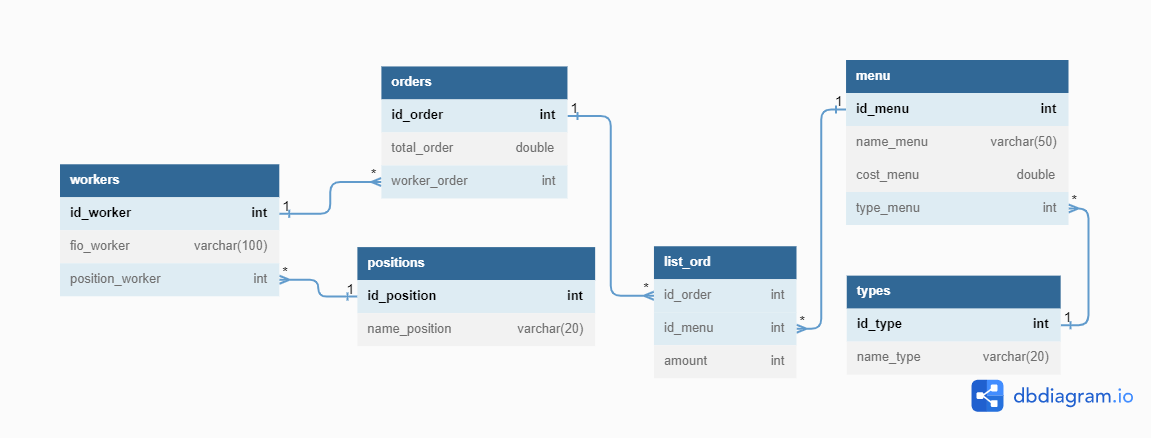 orders
id_order int
total_order double
worker_order int
1
*
workers
id_worker int
fio_worker varchar(100)
position_worker int
1
*
positions
id_position int
name_position varchar(20)
1
list_ord
id_order int
id_menu int
amount int
*
*
menu
id_menu int
name_menu varchar(50)
cost_menu double
type_menu int
1
*
types
id_type int
name_type varchar(20)
1
dbdiagram.io